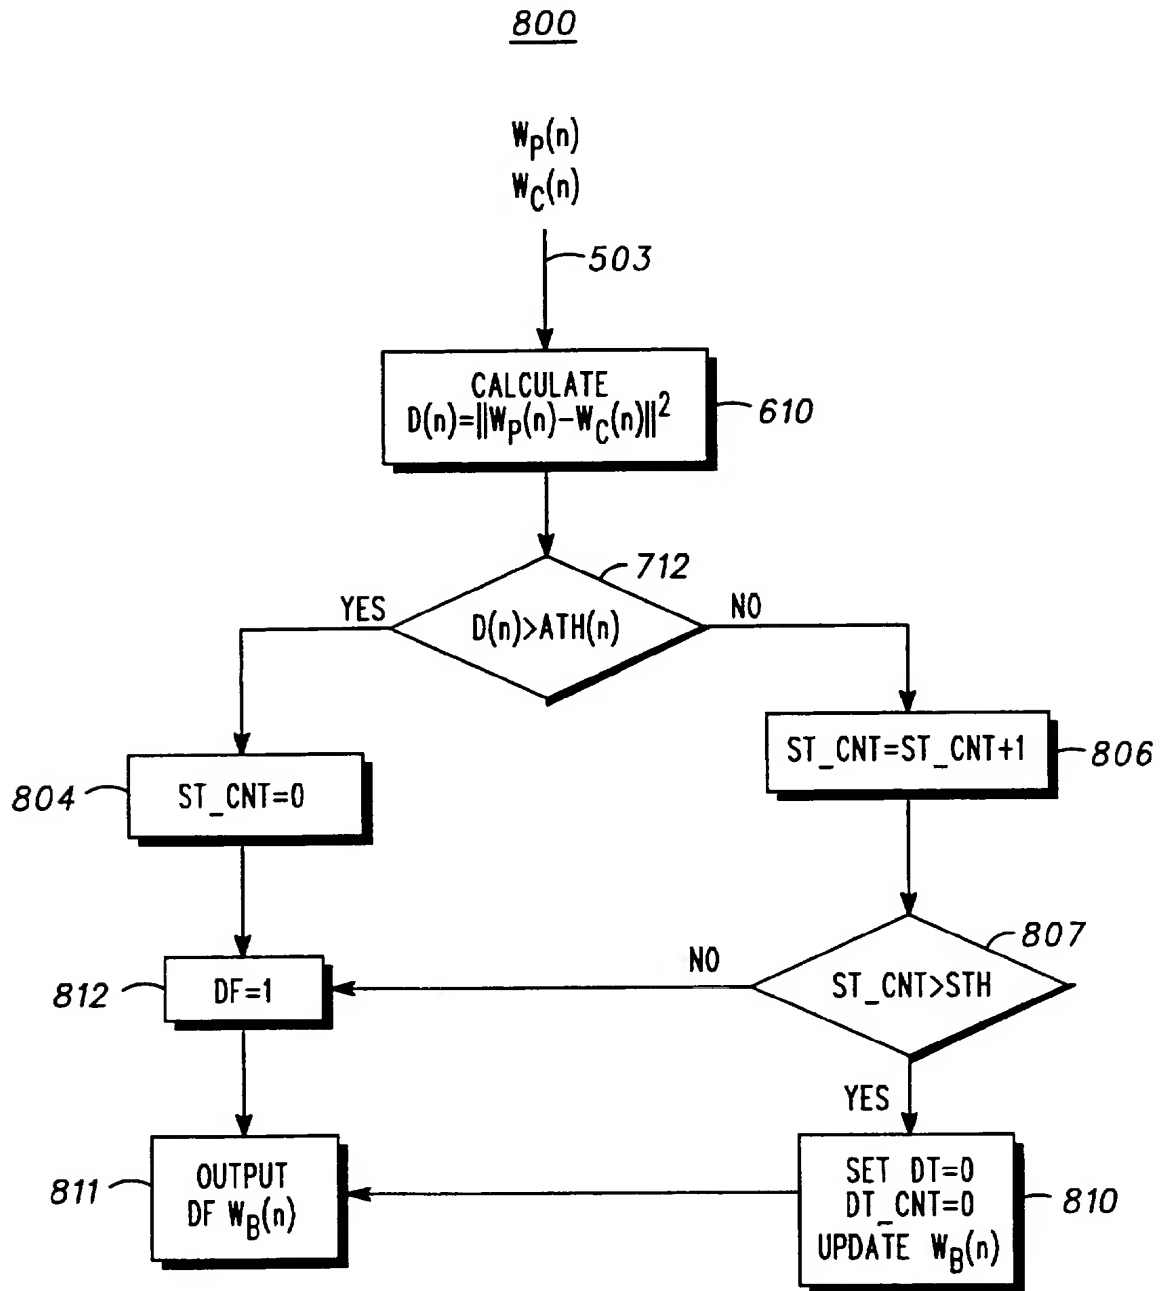 800
W_P(n)
W_C(n)
503
CALCULATE
D(n)=||W_P(n)-W_C(n)||²
610
712
YES
D(n)>ATH(n)
NO
ST_CNT=ST_CNT+1
806
804
ST_CNT=0
807
NO
ST_CNT>STH
812
DF=1
YES
811
OUTPUT
DF W_B(n)
SET DT=0
DT_CNT=0
UPDATE W_B(n)
810